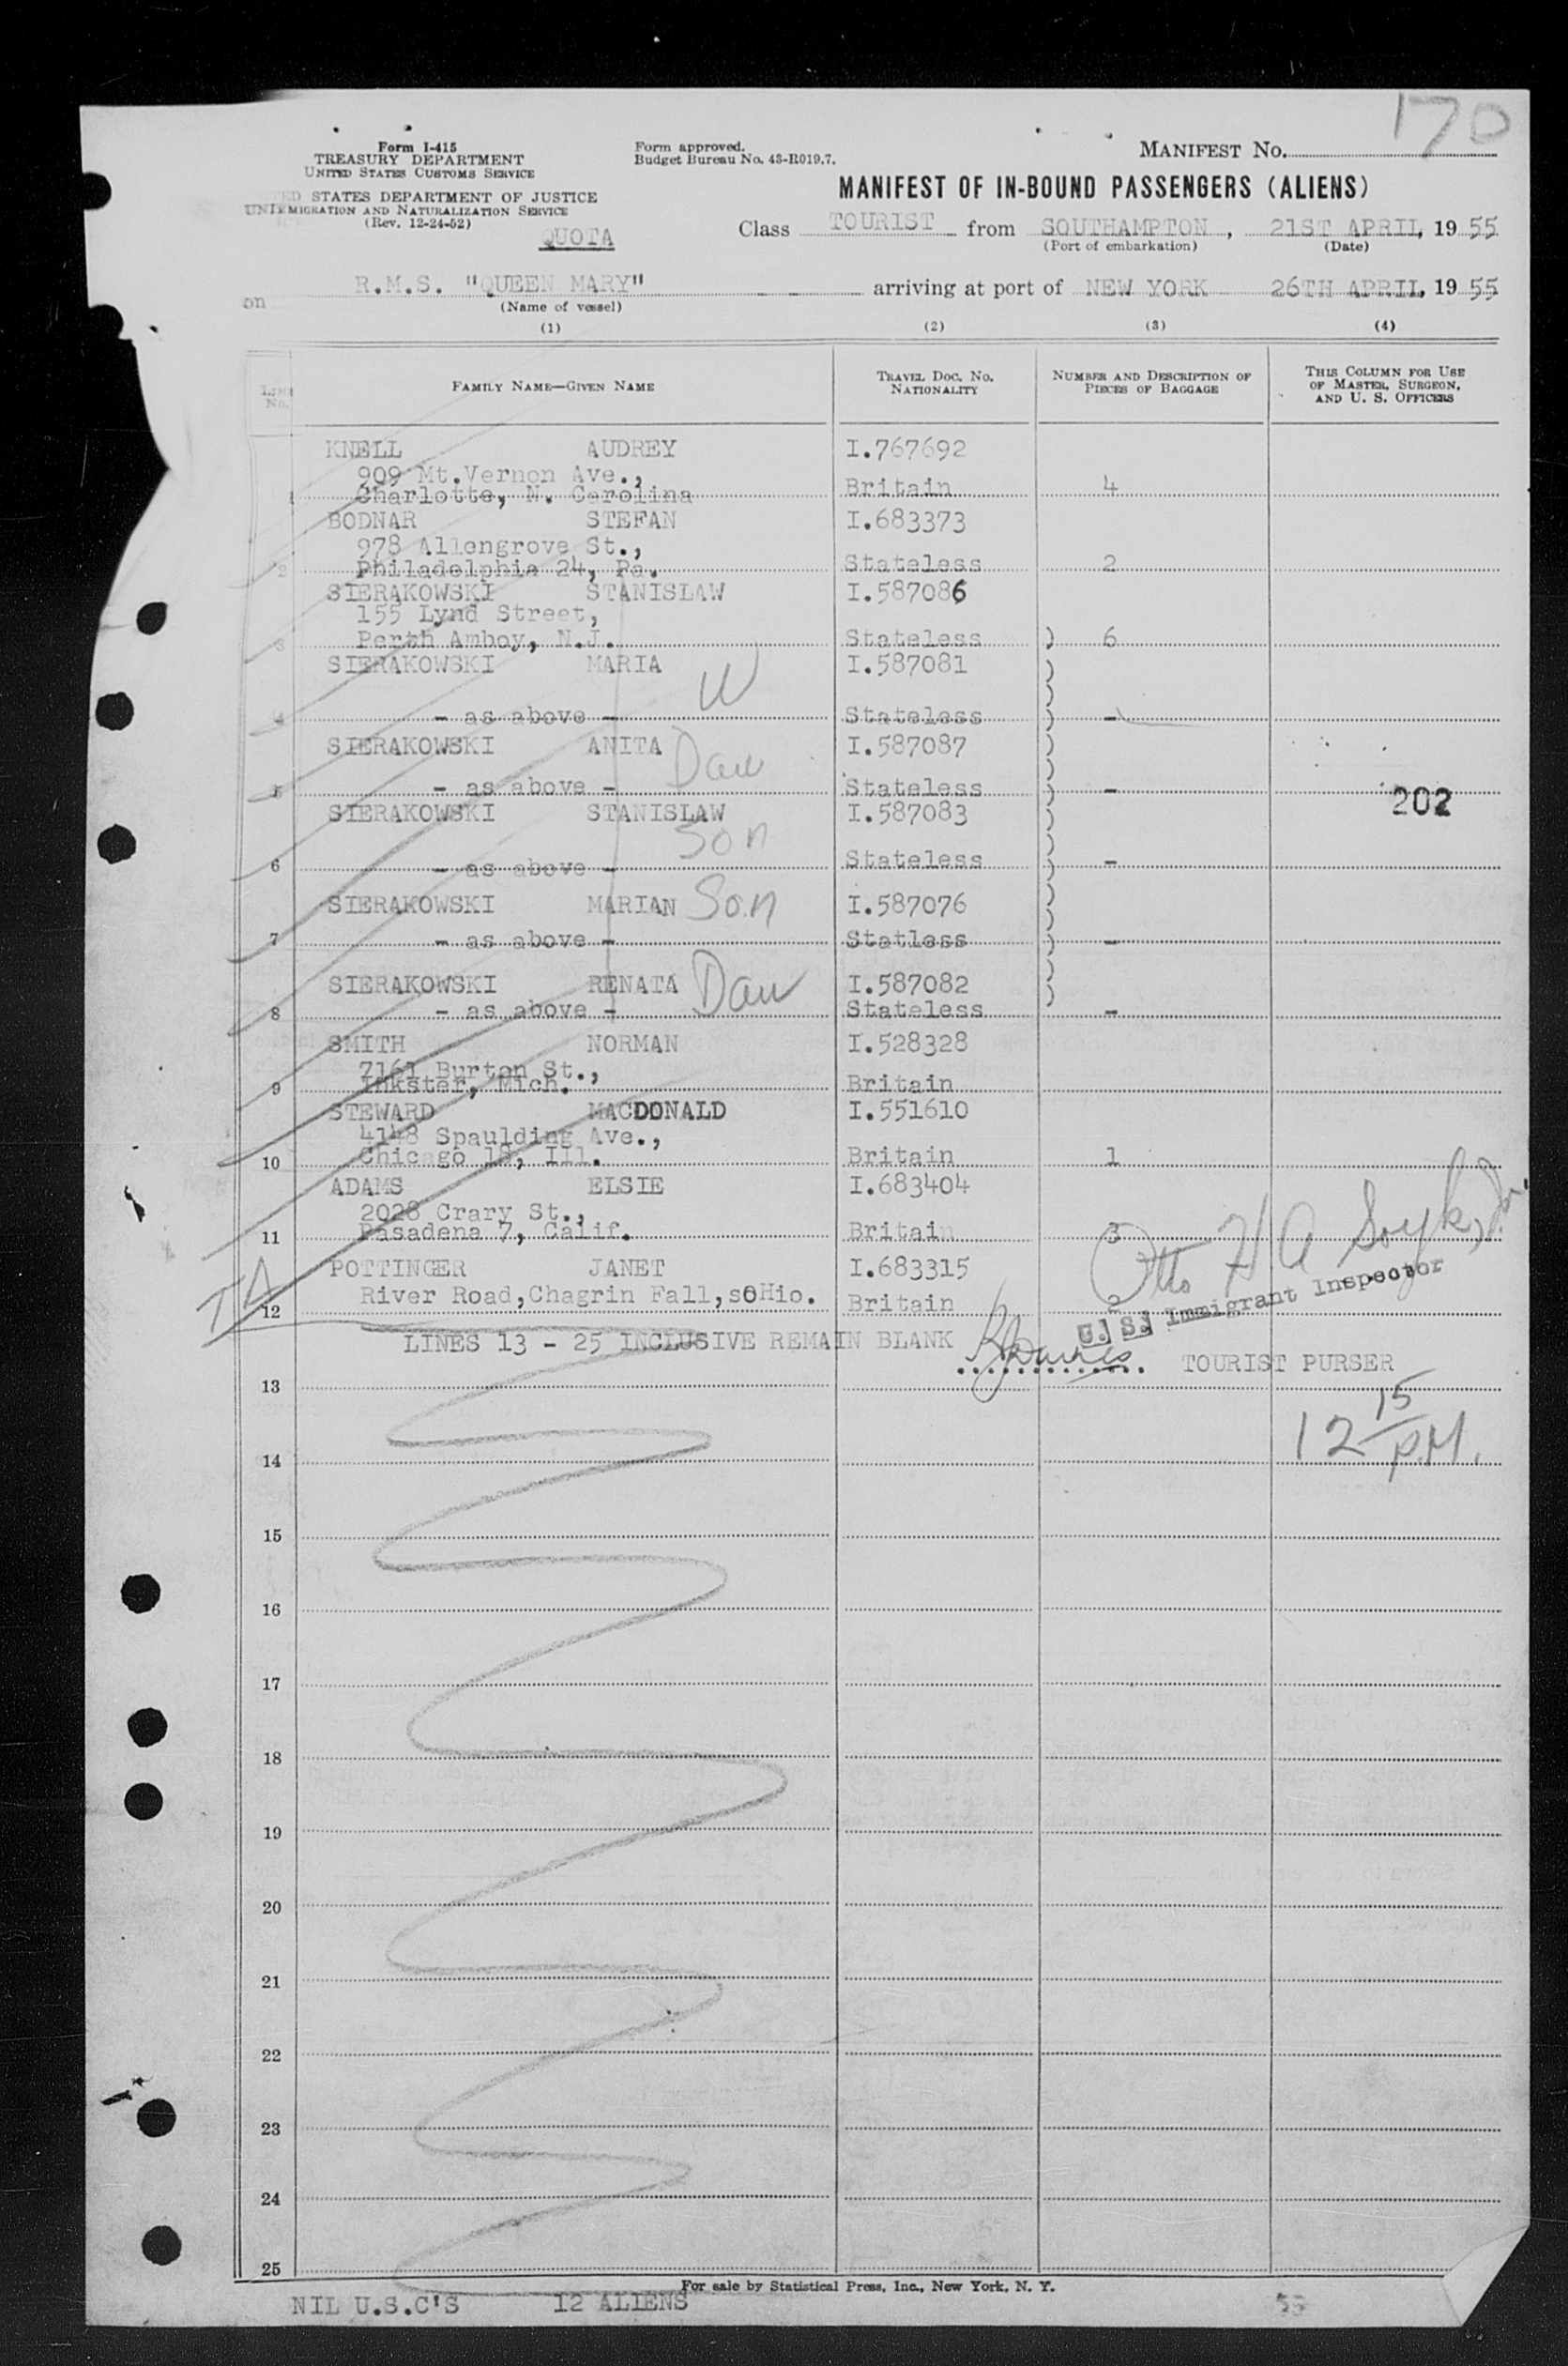 170
Form I-415
TREASURY DEPARTMENT
UNITED STATES CUSTOMS SERVICE
Form approved.
Budget Bureau No. 43-R019.7.
MANIFEST No.
STATES DEPARTMENT OF JUSTICE
IMMIGRATION AND NATURALIZATION SERVICE
(Rev. 12-24-52)
QUOTA
MANIFEST OF IN-BOUND PASSENGERS (ALIENS)
Class TOURIST from SOUTHAMPTON, 21ST APRIL, 19 55
(Port of embarkation) (Date)
on R.M.S. "QUEEN MARY" arriving at port of NEW YORK 26TH APRIL, 19 55
(Name of vessel)
(1) (2) (3) (4)
LINE No. FAMILY NAME—GIVEN NAME TRAVEL DOC. No. NATIONALITY NUMBER AND DESCRIPTION OF PIECES OF BAGGAGE THIS COLUMN FOR USE OF MASTER, SURGEON, AND U. S. OFFICERS
KNELL AUDREY I.767692
909 Mt.Vernon Ave.,
1 Charlotte, N. Carolina Britain 4
BODNAR STEFAN I.683373
978 Allengrove St.,
2 Philadelphia 24, Pa. Stateless 2
SIERAKOWSKI STANISLAW I.587086
155 Lynd Street,
3 Perth Amboy, N.J. Stateless ) 6
SIERAKOWSKI MARIA W I.587081 )
4 - as above - Stateless ) -
SIERAKOWSKI ANITA Dau I.587087 )
5 - as above - Stateless ) -
202
SIERAKOWSKI STANISLAW Son I.587083 )
6 - as above - Stateless ) -
SIERAKOWSKI MARIAN Son I.587076 )
7 - as above - Statless ) -
SIERAKOWSKI RENATA Dau I.587082 )
8 - as above - Stateless ) -
SMITH NORMAN I.528328
7161 Burton St.,
9 Inkster, Mich. Britain
STEWARD MACDONALD I.551610
4148 Spaulding Ave.,
10 Chicago 18, Ill. Britain 1
ADAMS ELSIE I.683404
2028 Crary St.,
11 Pasadena 7, Calif. Britain 3
Otto H A
POTTINGER JANET I.683315
River Road,Chagrin Fall,sOHio.
12 Britain 2
U. S. Immigrant Inspector
LINES 13 - 25 INCLUSIVE REMAIN BLANK
TOURIST PURSER
13
12 15 P.M.
14
15
16
17
18
19
20
21
22
23
24
25
For sale by Statistical Press, Inc., New York, N. Y.
NIL U.S.C'S 12 ALIENS